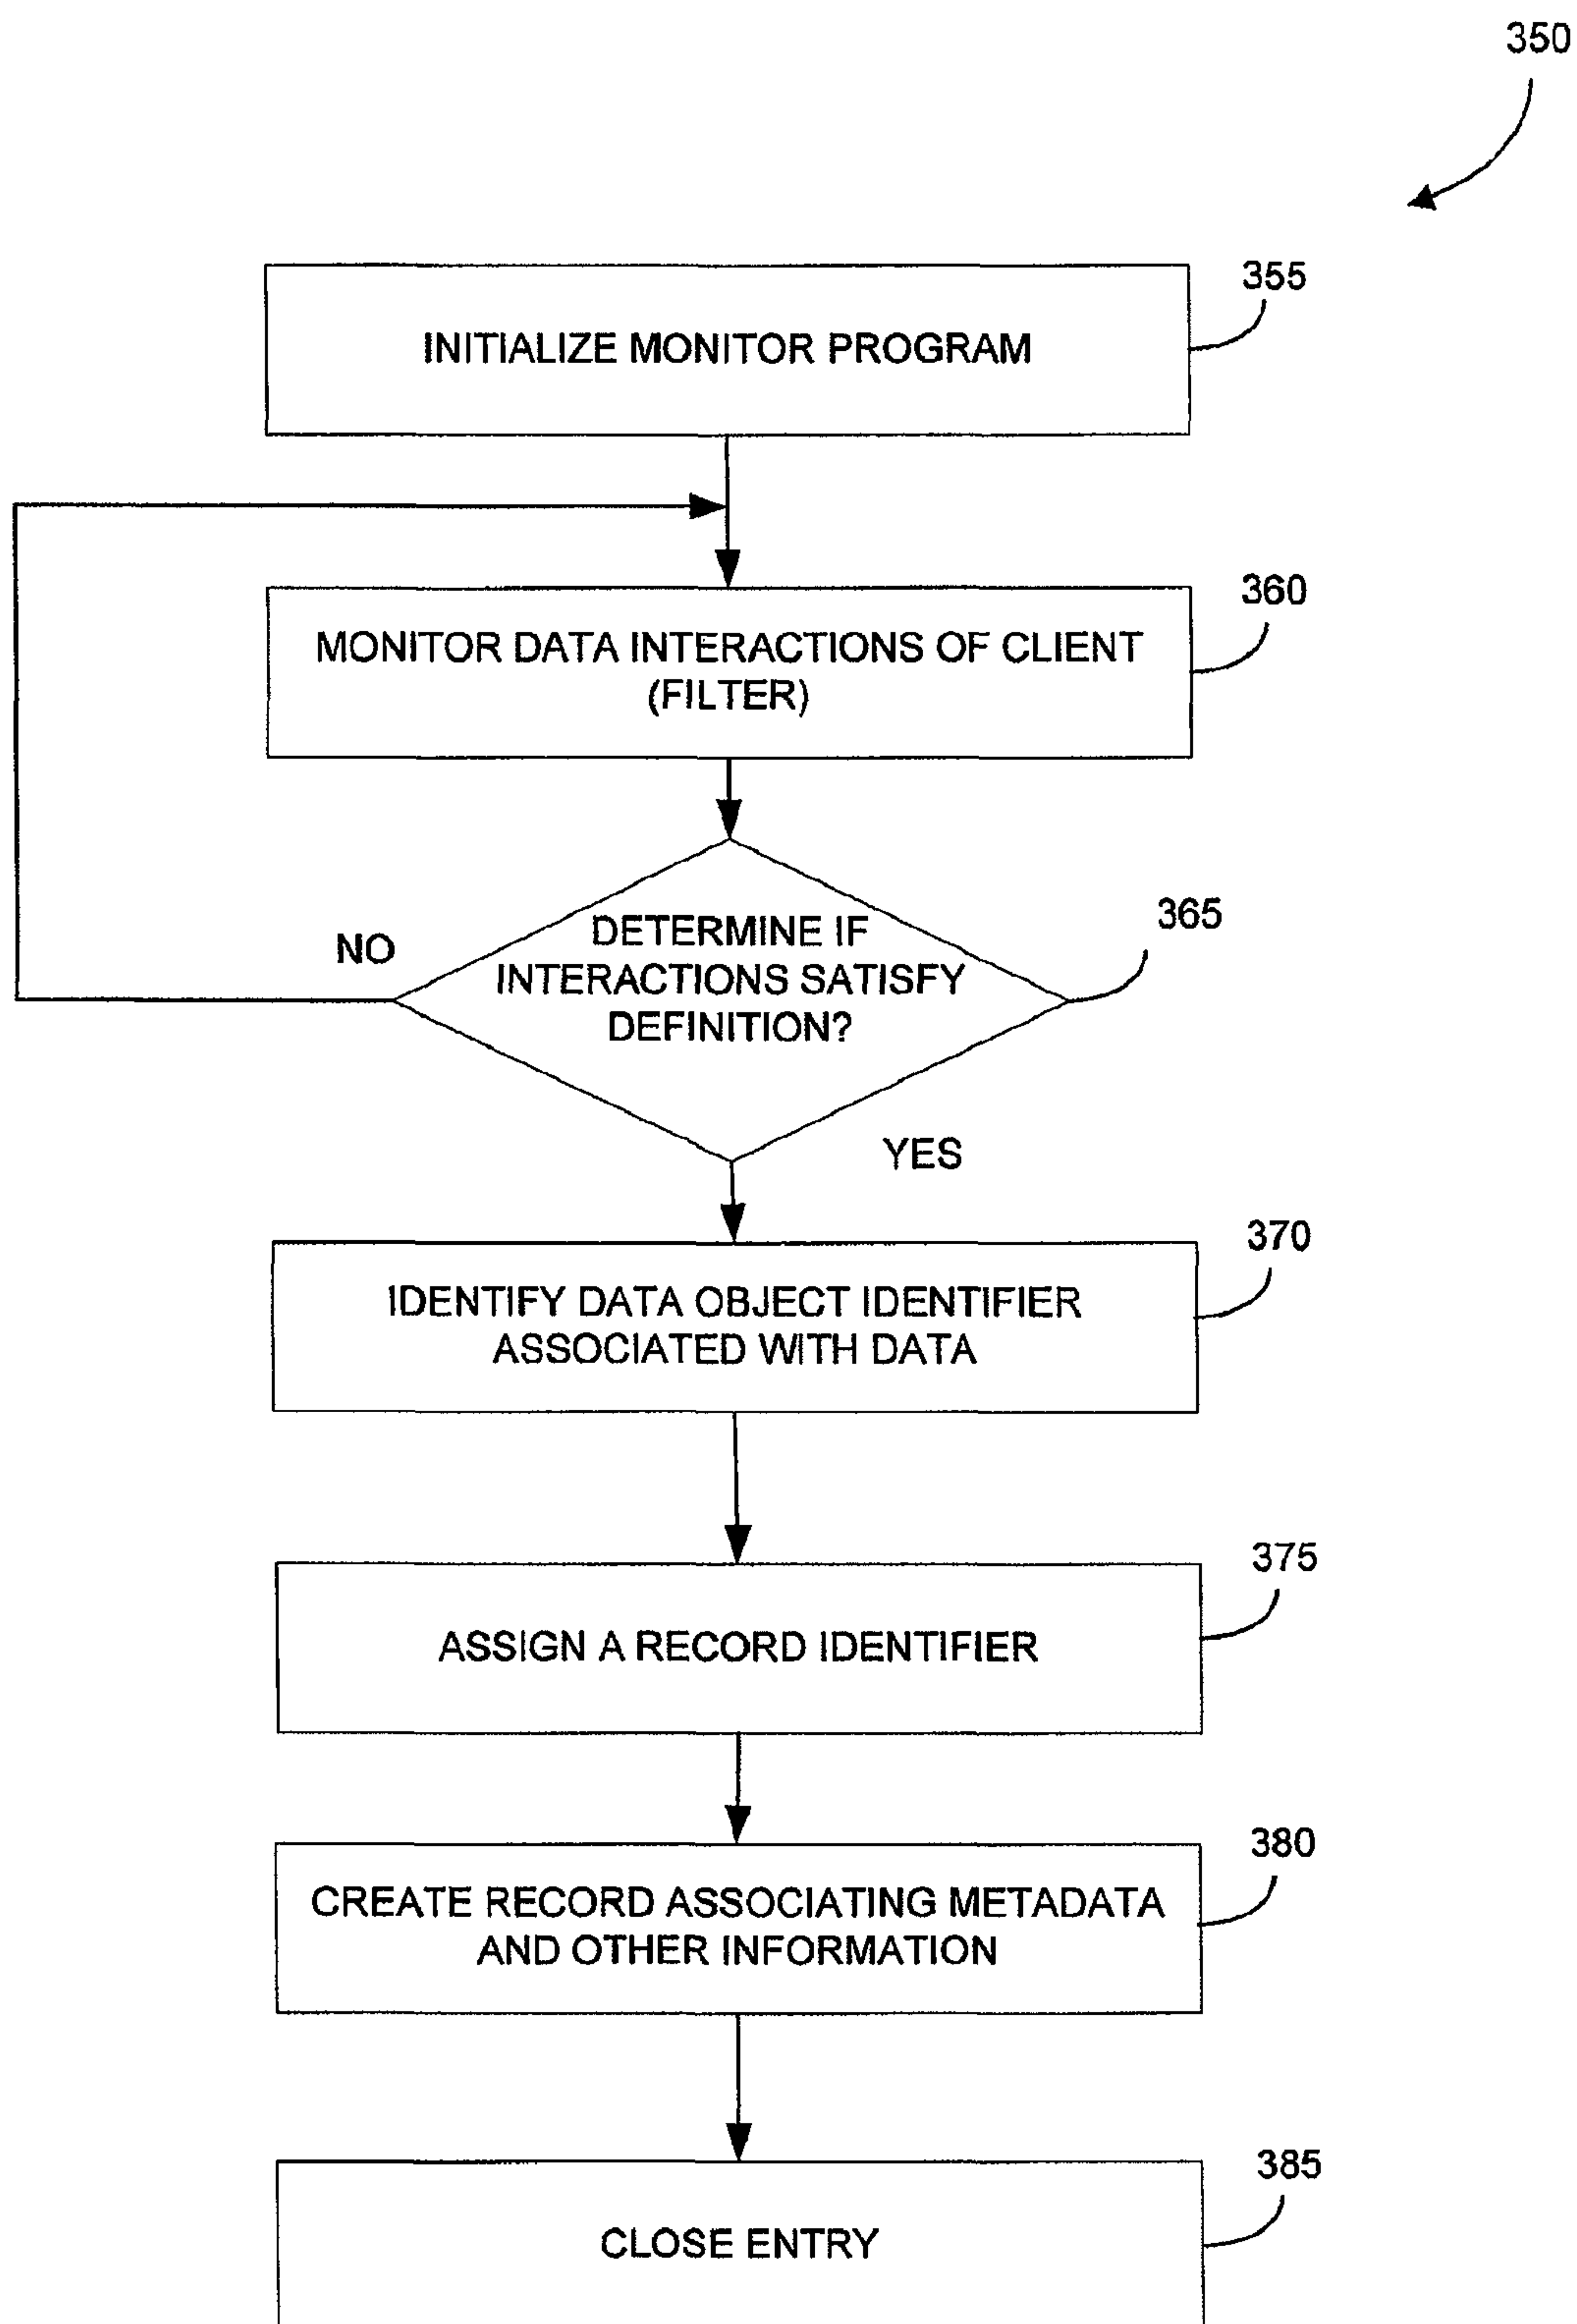 350
INITIALIZE MONITOR PROGRAM
355
MONITOR DATA INTERACTIONS OF CLIENT
(FILTER)
360
DETERMINE IF
INTERACTIONS SATISFY
DEFINITION?
365
NO
YES
IDENTIFY DATA OBJECT IDENTIFIER
ASSOCIATED WITH DATA
370
ASSIGN A RECORD IDENTIFIER
375
CREATE RECORD ASSOCIATING METADATA
AND OTHER INFORMATION
380
CLOSE ENTRY
385